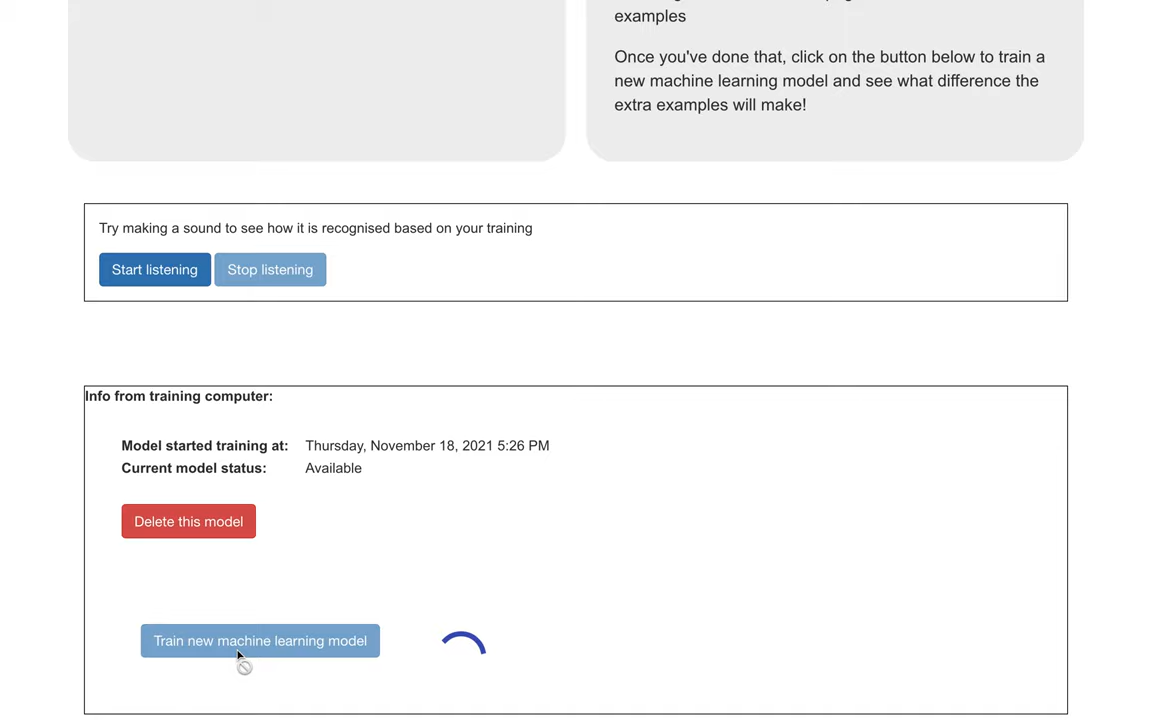 examples
Once you've done that, click on the button below to train a
new machine learning model and see what difference the
extra examples will make!
Try making a sound to see how it is recognised based on your training
Start listening Stop listening
Info from training computer:
Model started training at: Thursday, November 18, 2021 5:26 PM
Current model status: Available
Delete this model
Train new machine learning model